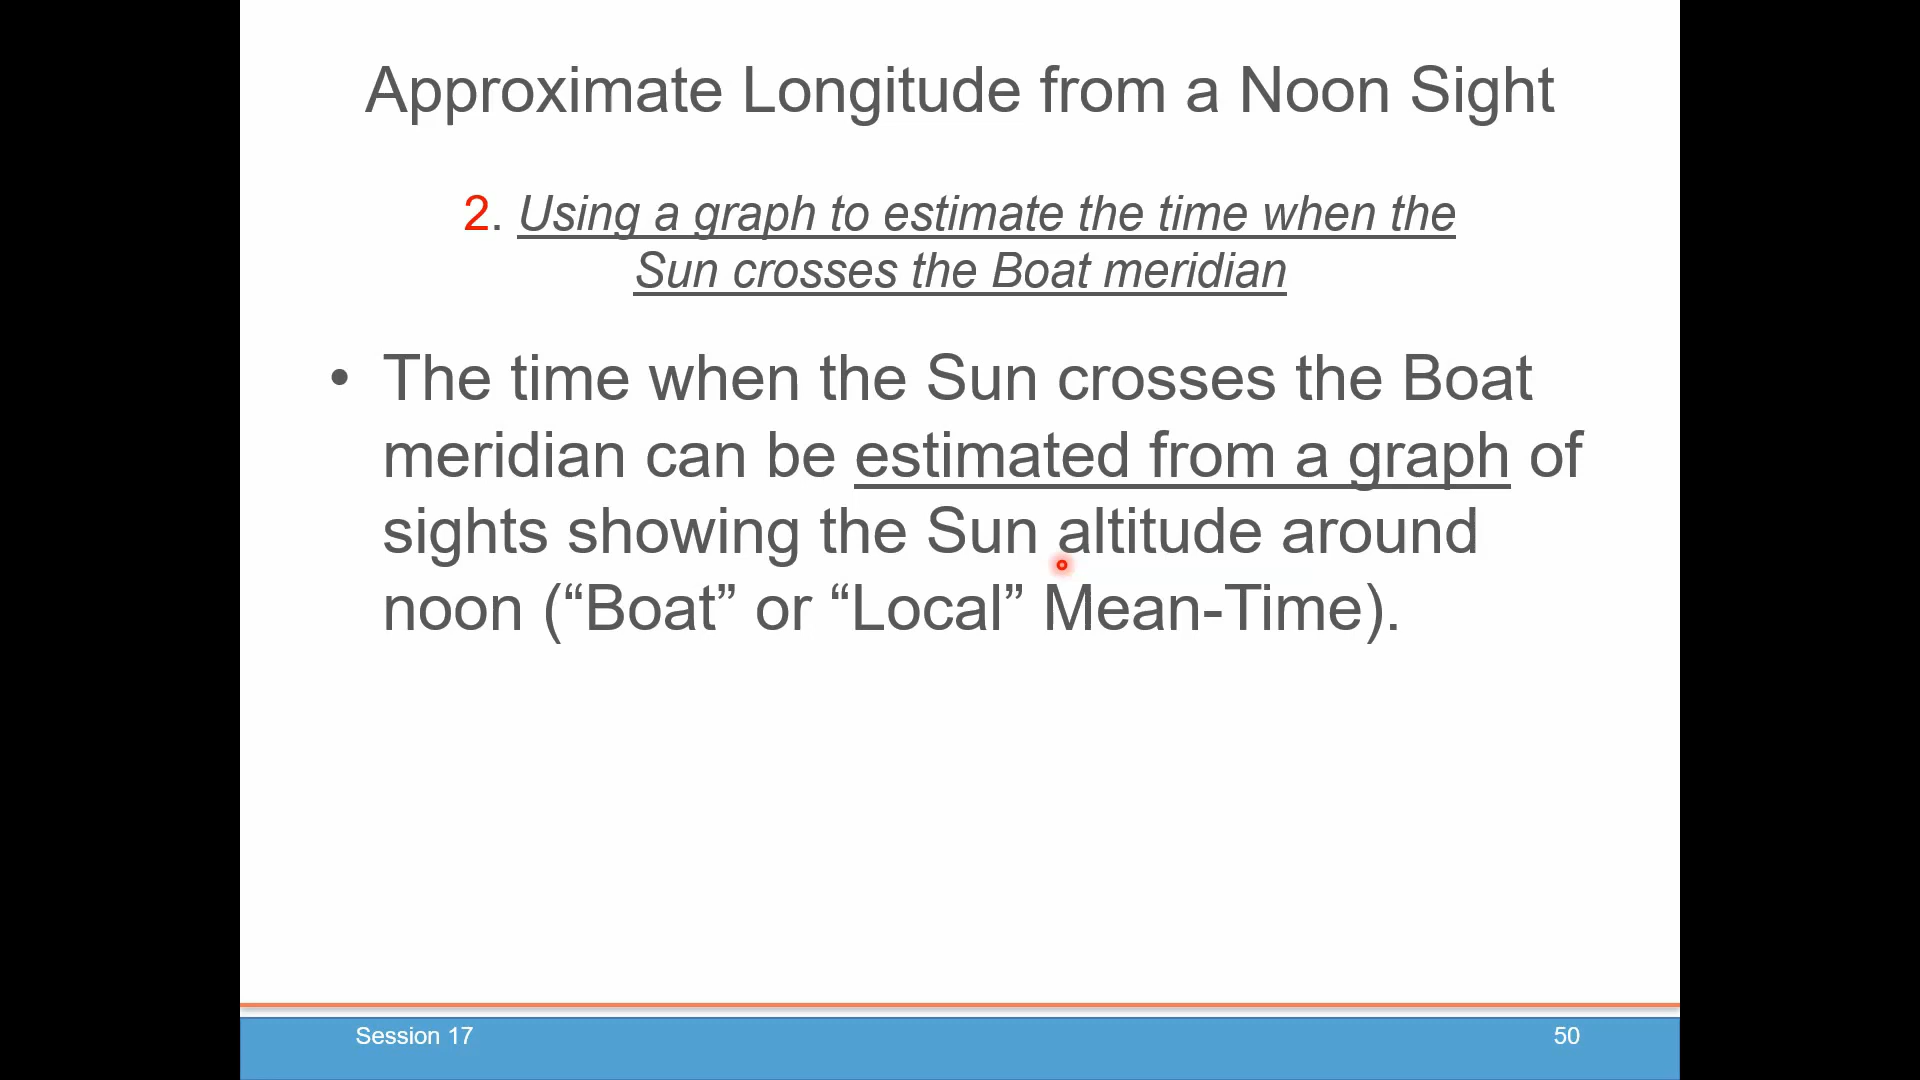 Approximate Longitude from a Noon Sight
2. Using a graph to estimate the time when the
Sun crosses the Boat meridian
• The time when the Sun crosses the Boat
meridian can be estimated from a graph of
sights showing the Sun altitude around
noon (“Boat” or “Local” Mean-Time).
Session 17
50